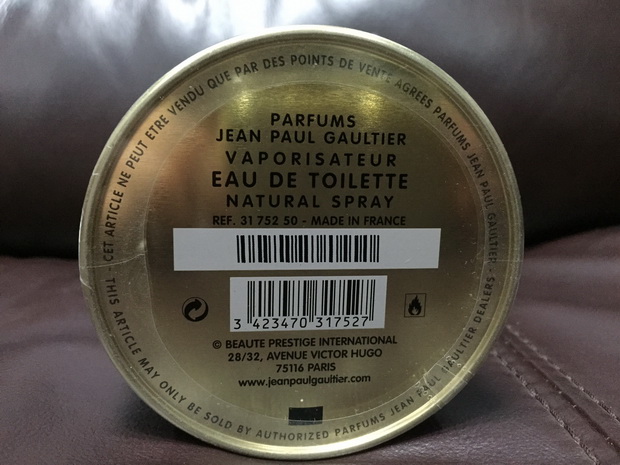 CET ARTICLE NE PEUT ETRE VENDU QUE PAR DES POINTS DE VENTE AGREES PARFUMS JEAN PAUL GAULTIER -
THIS ARTICLE MAY ONLY BE SOLD BY AUTHORIZED PARFUMS JEAN PAUL GAULTIER DEALERS -
PARFUMS
JEAN PAUL GAULTIER
VAPORISATEUR
EAU DE TOILETTE
NATURAL SPRAY
REF. 31 752 50 - MADE IN FRANCE
3 423470 317527
© BEAUTE PRESTIGE INTERNATIONAL
28/32, AVENUE VICTOR HUGO
75116 PARIS
www.jeanpaulgaultier.com